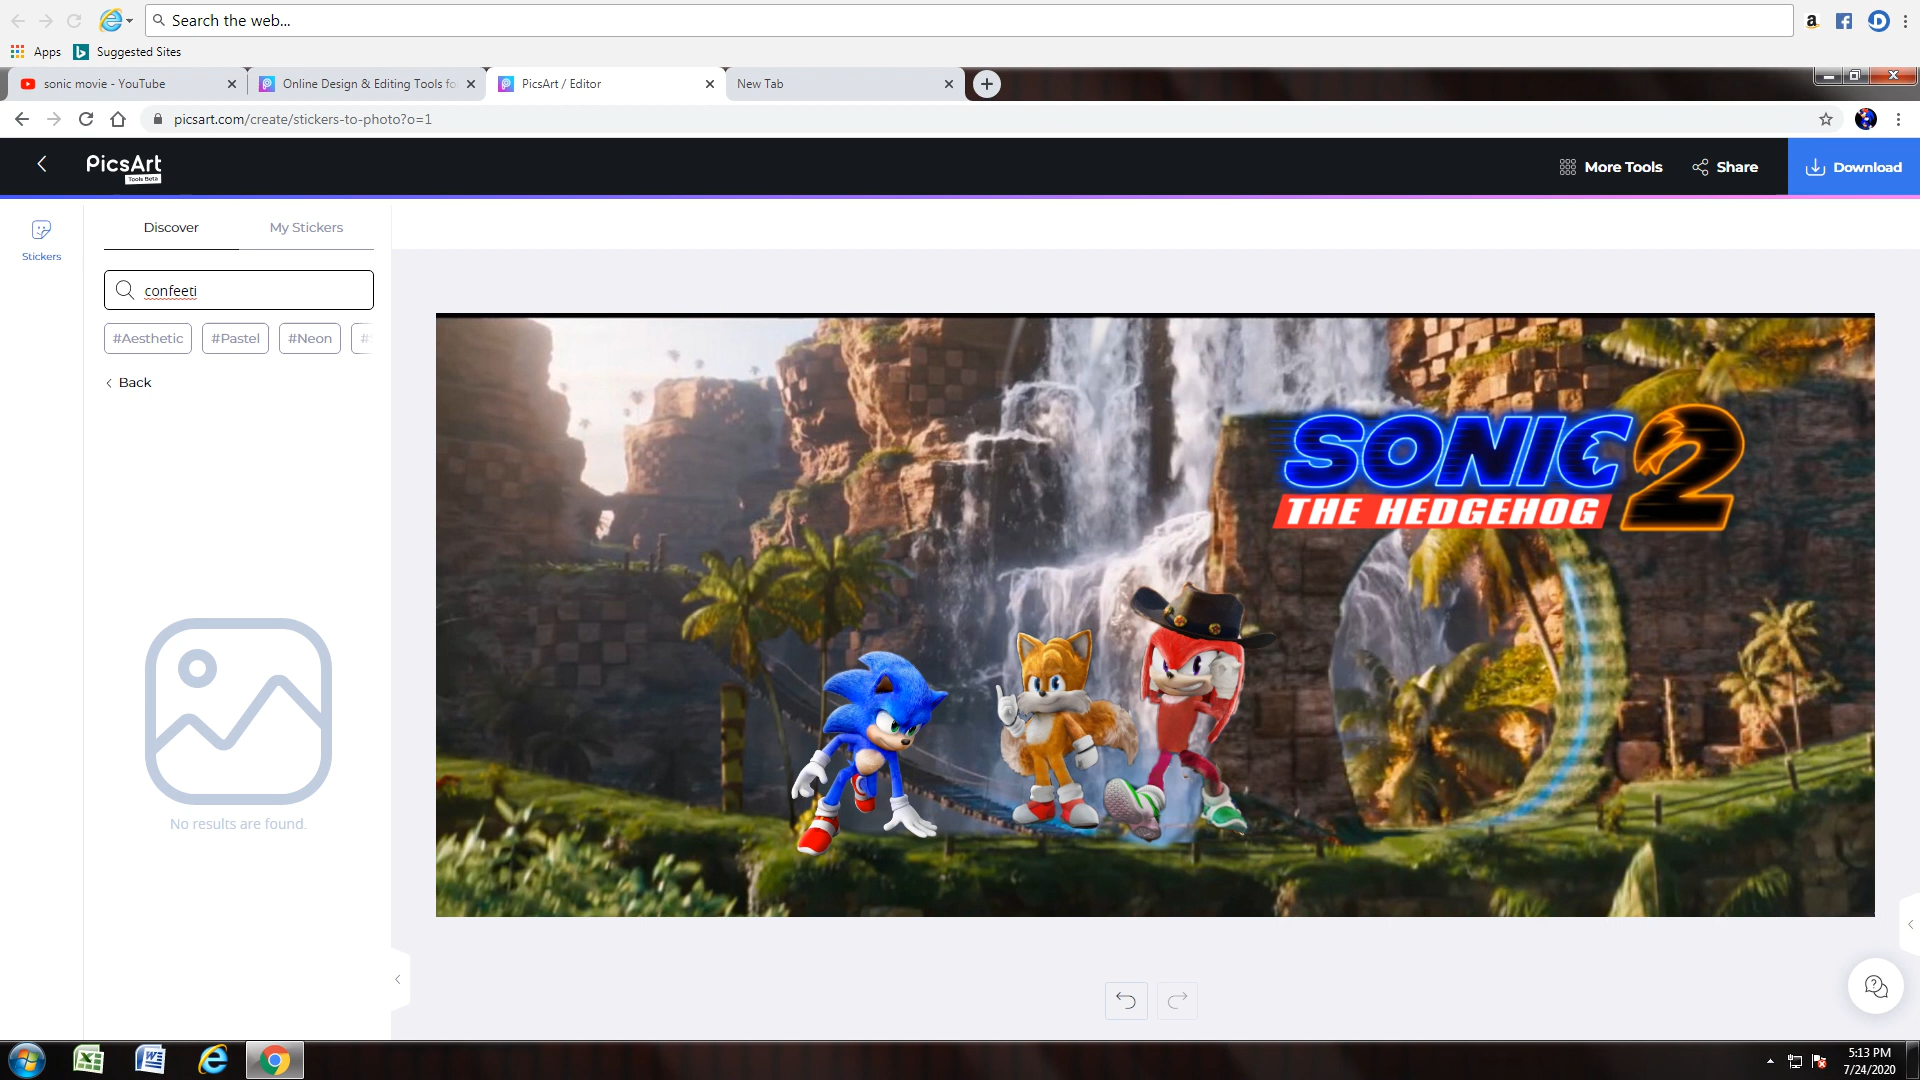 Search the web...
Apps
Suggested Sites
sonic movie - YouTube
Online Design & Editing Tools fo
PicsArt / Editor
New Tab
picsart.com/create/stickers-to-photo?o=1
PicsArt
Tools Beta
More Tools
Share
Download
Stickers
Discover
My Stickers
confeeti
#Aesthetic
#Pastel
#Neon
Back
No results are found.
SONIC 2
THE HEDGEHOG
5:13 PM
7/24/2020